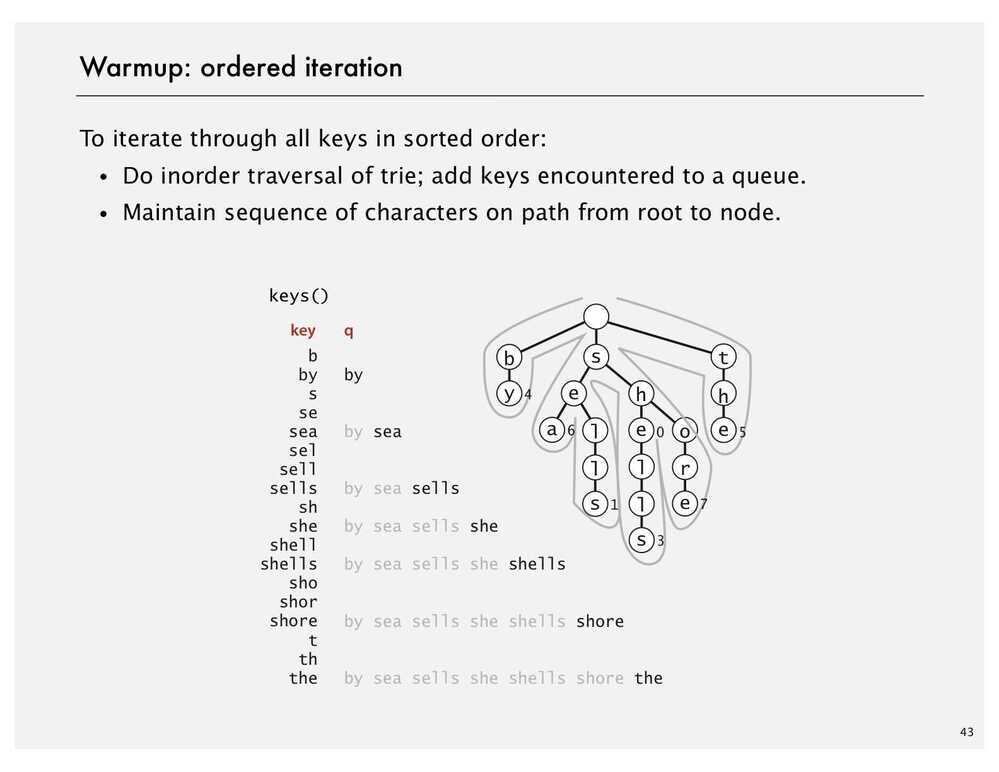 Warmup: ordered iteration
To iterate through all keys in sorted order:
• Do inorder traversal of trie; add keys encountered to a queue.
• Maintain sequence of characters on path from root to node.
keys()
key q
b
by by
s
se
sea by sea
sel
sell
sells by sea sells
sh
she by sea sells she
shell
shells by sea sells she shells
sho
shor
shore by sea sells she shells shore
t
th
the by sea sells she shells shore the
b s t
y 4 e h h
a 6 l e 0 o e 5
l l r
s 1 l e 7
s 3
43